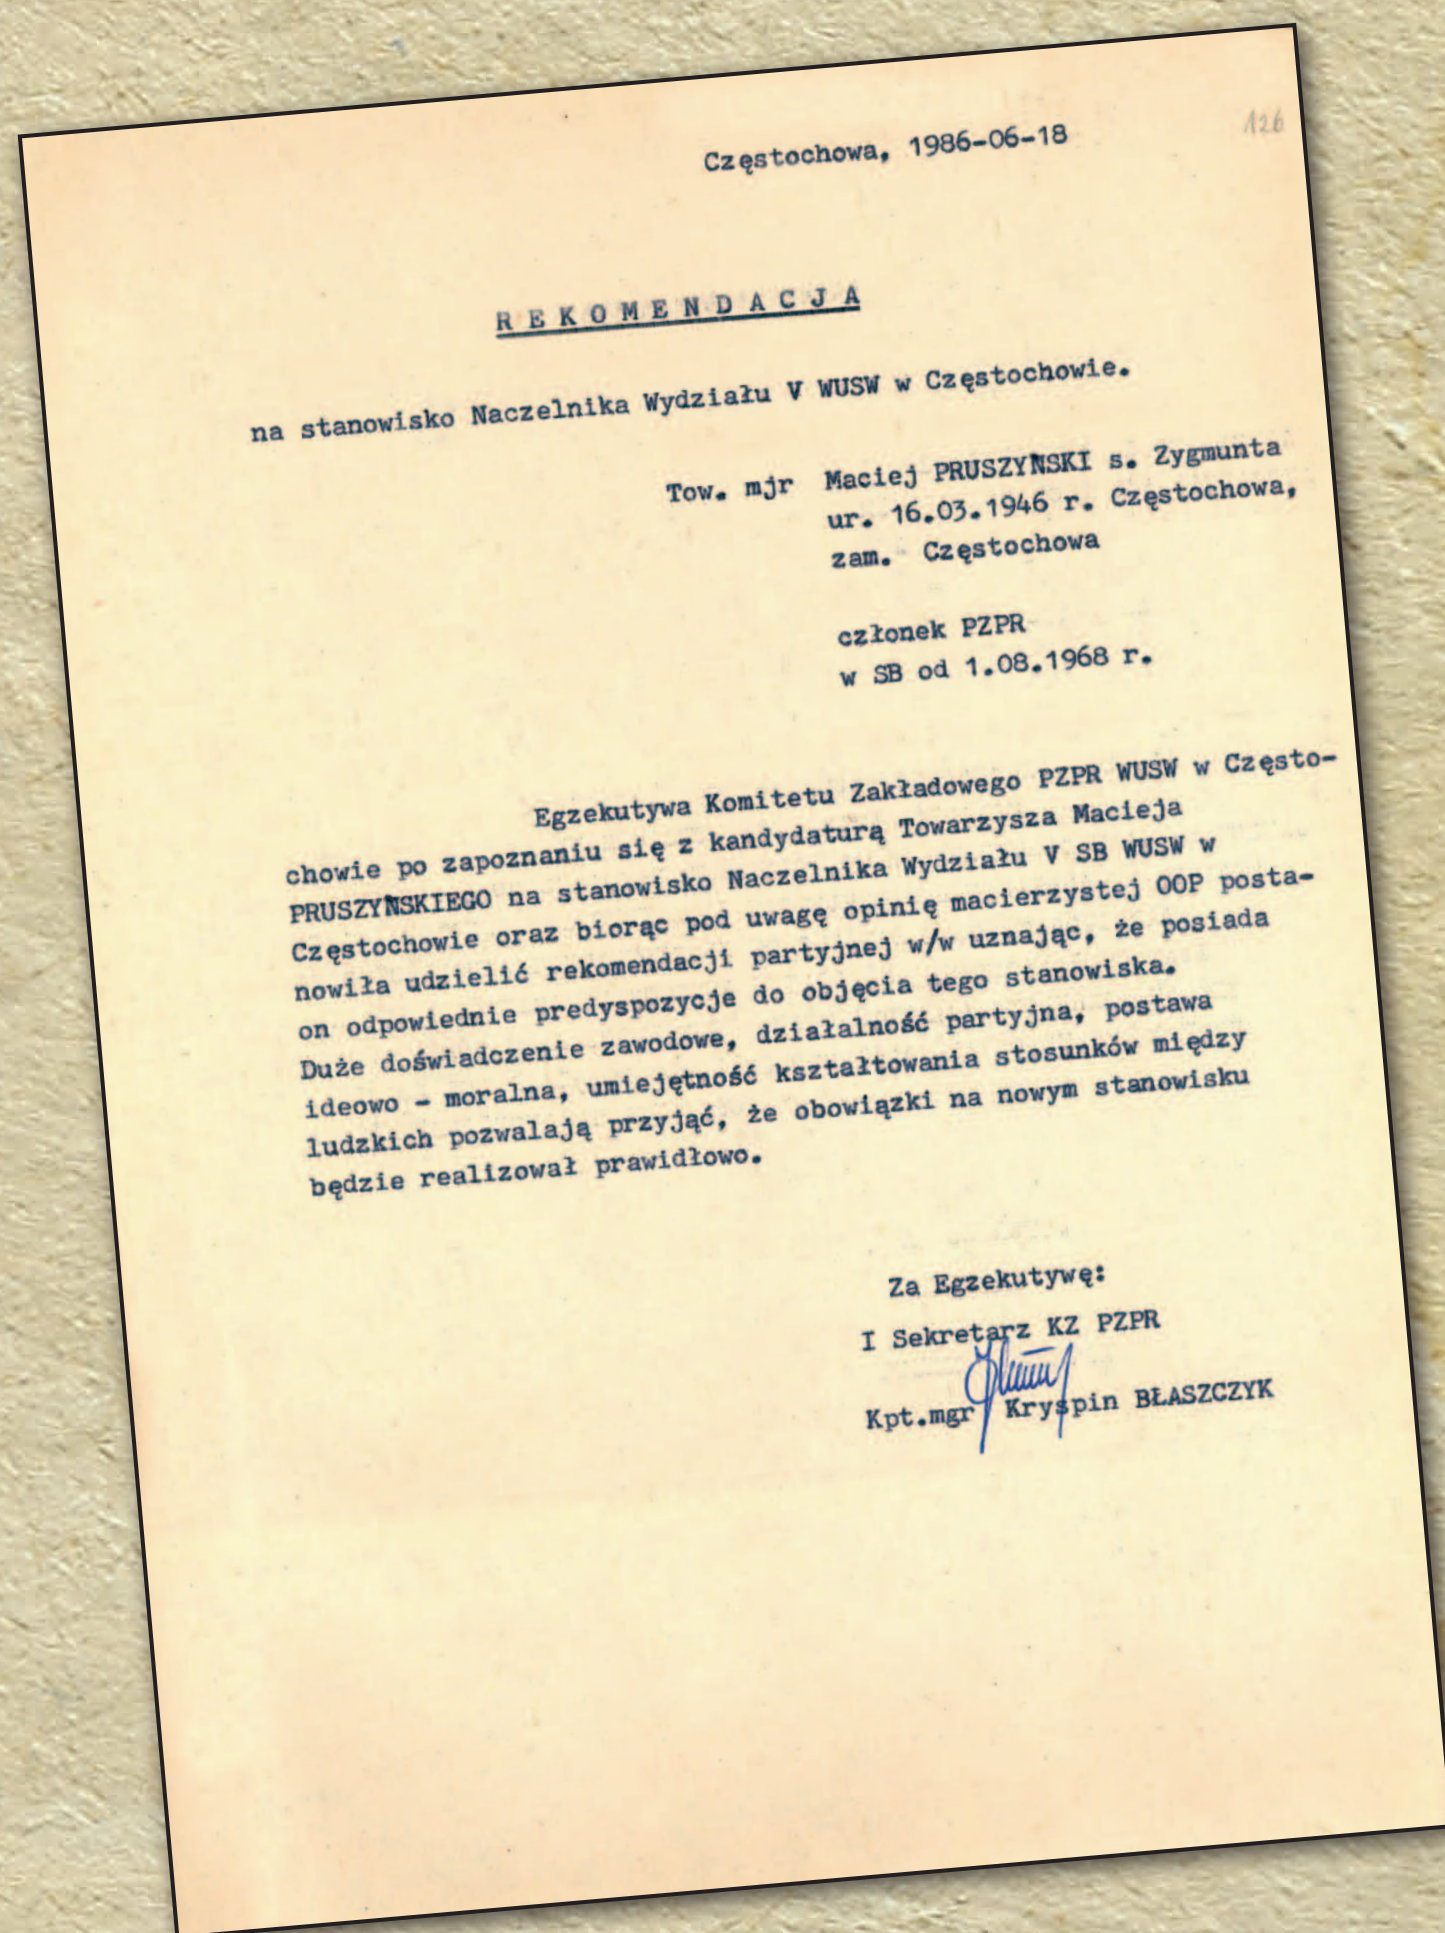 126
Częstochowa, 1986-06-18
REKOMENDACJA
na stanowisko Naczelnika Wydziału V WUSW w Częstochowie.
Tow. mjr Maciej PRUSZYŃSKI s. Zygmunta
ur. 16.03.1946 r. Częstochowa,
zam. Częstochowa
członek PZPR
w SB od 1.08.1968 r.
Egzekutywa Komitetu Zakładowego PZPR WUSW w Często-
chowie po zapoznaniu się z kandydaturą Towarzysza Macieja
PRUSZYŃSKIEGO na stanowisko Naczelnika Wydziału V SB WUSW w
Częstochowie oraz biorąc pod uwagę opinię macierzystej OOP posta-
nowiła udzielić rekomendacji partyjnej w/w uznając, że posiada
on odpowiednie predyspozycje do objęcia tego stanowiska.
Duże doświadczenie zawodowe, działalność partyjna, postawa
ideowo - moralna, umiejętność kształtowania stosunków między
ludzkich pozwalają przyjąć, że obowiązki na nowym stanowisku
będzie realizował prawidłowo.
Za Egzekutywę:
I Sekretarz KZ PZPR
Kpt.mgr Kryspin BŁASZCZYK